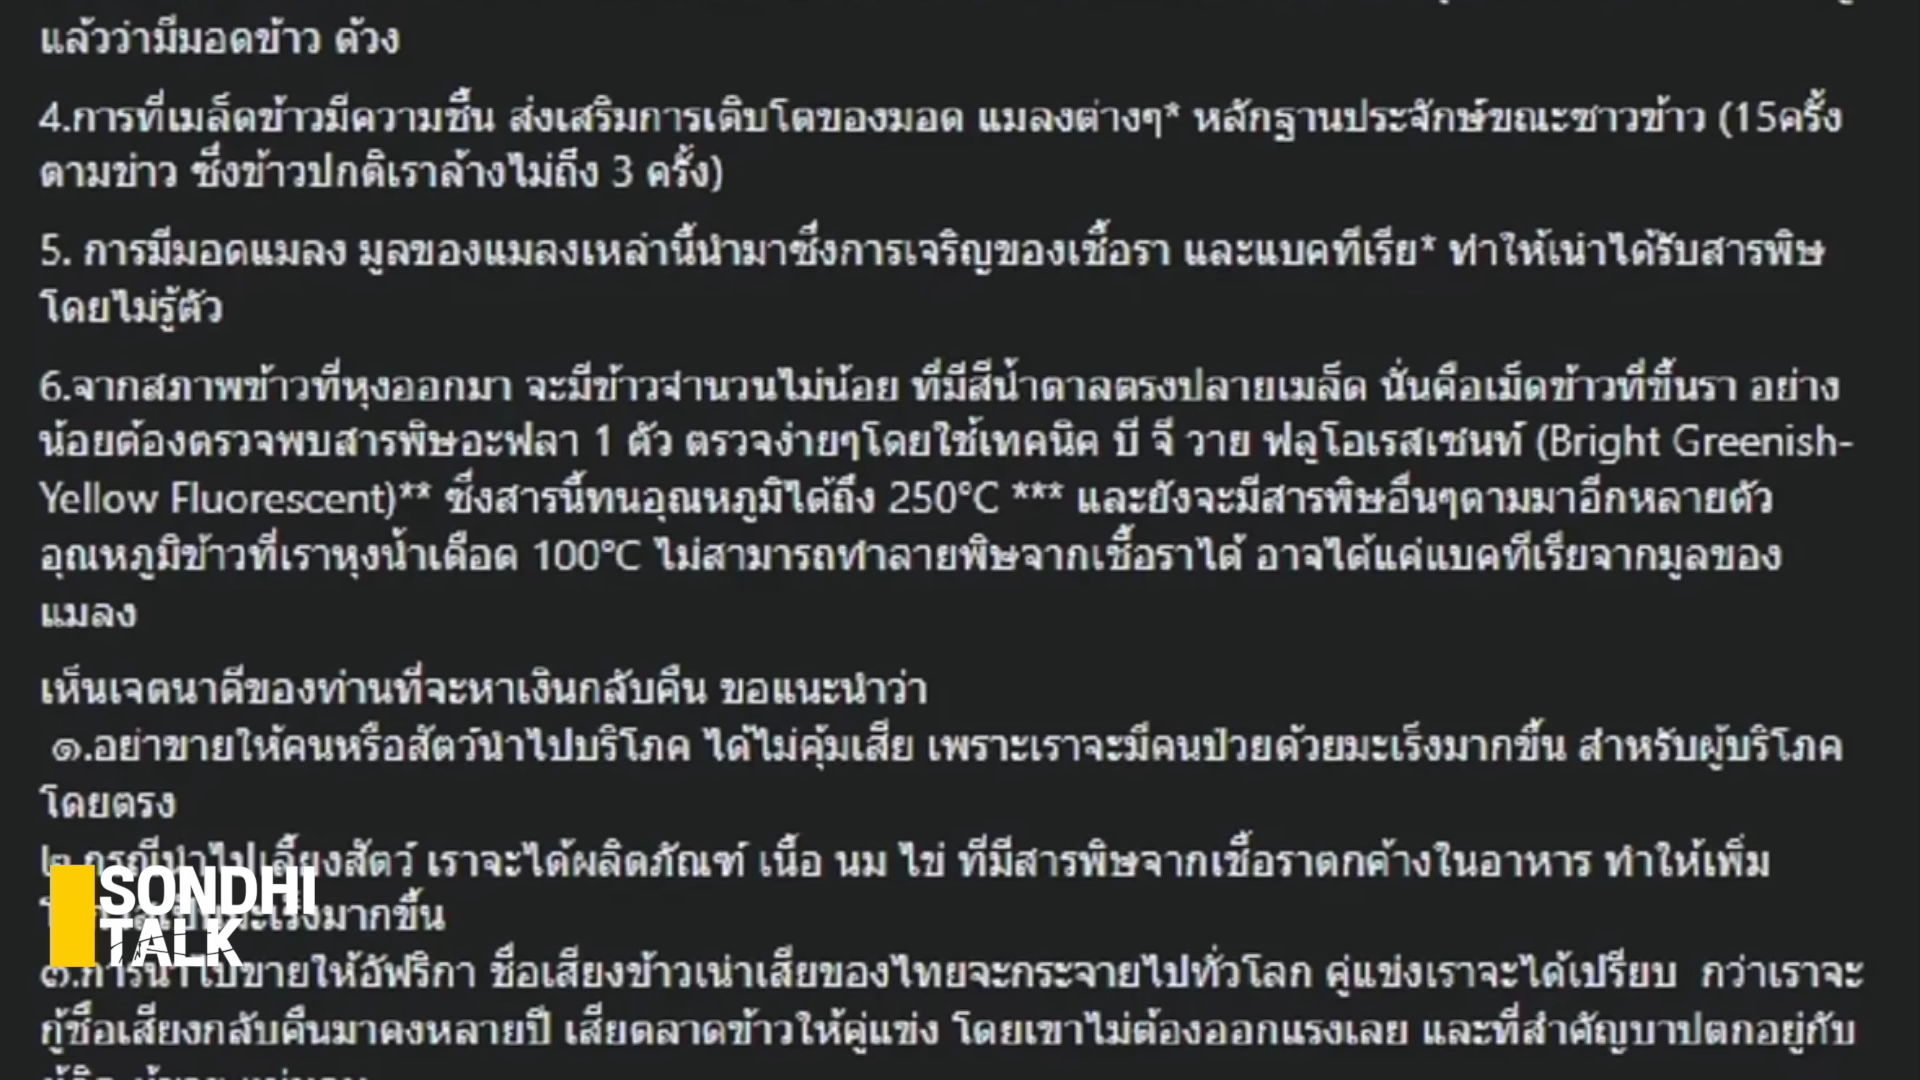 แล้วว่ามีมอดข้าว ด้วง
4.การที่เมล็ดข้าวมีความชื้น ส่งเสริมการเติบโตของมอด แมลงต่างๆ* หลักฐานประจักษ์ขณะซาวข้าว (15ครั้ง
ตามข่าว ซึ่งข้าวปกติเราล้างไม่ถึง 3 ครั้ง)
5. การมีมอดแมลง มูลของแมลงเหล่านี้นำมาซึ่งการเจริญของเชื้อรา และแบคทีเรีย* ทำให้เน่าได้รับสารพิษ
โดยไม่รู้ตัว
6.จากสภาพข้าวที่หุงออกมา จะมีข้าวจำนวนไม่น้อย ที่มีสีน้ำตาลตรงปลายเมล็ด นั่นคือเม็ดข้าวที่ขึ้นรา อย่าง
น้อยต้องตรวจพบสารพิษอะฟลา 1 ตัว ตรวจง่ายๆโดยใช้เทคนิค บี จี วาย ฟลูโอเรสเซนท์ (Bright Greenish-
Yellow Fluorescent)** ซึ่งสารนี้ทนอุณหภูมิได้ถึง 250°C *** และยังจะมีสารพิษอื่นๆตามมาอีกหลายตัว
อุณหภูมิข้าวที่เราหุงน้ำเดือด 100°C ไม่สามารถทำลายพิษจากเชื้อราได้ อาจได้แค่แบคทีเรียจากมูลของ
แมลง
เห็นเจตนาดีของท่านที่จะหาเงินกลับคืน ขอแนะนำว่า
๑.อย่าขายให้คนหรือสัตว์นำไปบริโภค ได้ไม่คุ้มเสีย เพราะเราจะมีคนป่วยด้วยมะเร็งมากขึ้น สำหรับผู้บริโภค
โดยตรง
๒.กรณีนำไปเลี้ยงสัตว์ เราจะได้ผลิตภัณฑ์ เนื้อ นม ไข่ ที่มีสารพิษจากเชื้อราตกค้างในอาหาร ทำให้เพิ่ม
มะเร็งมากขึ้น
๓.การนำไปขายให้อัฟริกา ชื่อเสียงข้าวเน่าเสียของไทยจะกระจายไปทั่วโลก คู่แข่งเราจะได้เปรียบ กว่าเราจะ
กู้ชื่อเสียงกลับคืนมาคงหลายปี เสียตลาดข้าวให้คู่แข่ง โดยเขาไม่ต้องออกแรงเลย และที่สำคัญบาปตกอยู่กับ
SONDHI
TALK